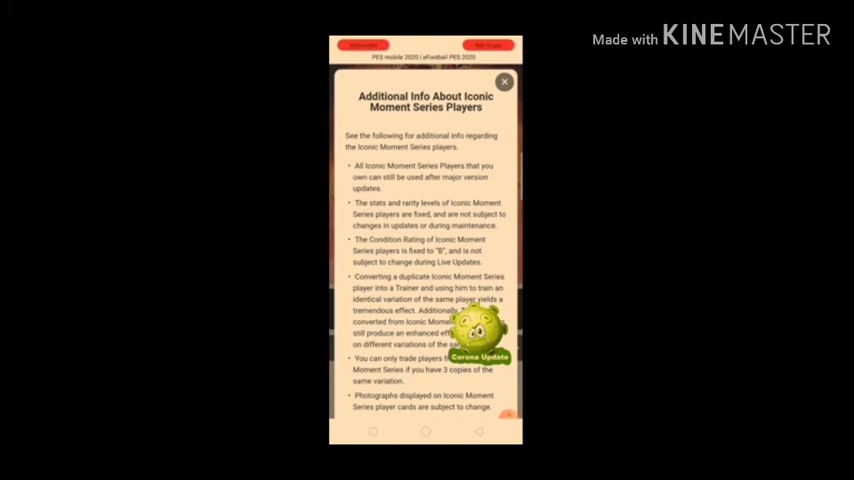 Made with KINEMASTER
PES mobile 2020 | eFootball PES 2020
Additional Info About Iconic
Moment Series Players
See the following for additional info regarding
the Iconic Moment Series players.
• All Iconic Moment Series Players that you
own can still be used after major version
updates.
• The stats and rarity levels of Iconic Moment
Series players are fixed, and are not subject to
changes in updates or during maintenance.
• The Condition Rating of Iconic Moment
Series players is fixed to "B", and is not
subject to change during Live Updates.
• Converting a duplicate Iconic Moment Series
player into a Trainer and using him to train an
identical variation of the same player yields a
tremendous effect. Additionally,
converted from Iconic
still produce an enhanced
on different variations of the
Corona Update
• You can only trade players
Moment Series if you have 3 copies of the
same variation.
• Photographs displayed on Iconic Moment
Series player cards are subject to change.